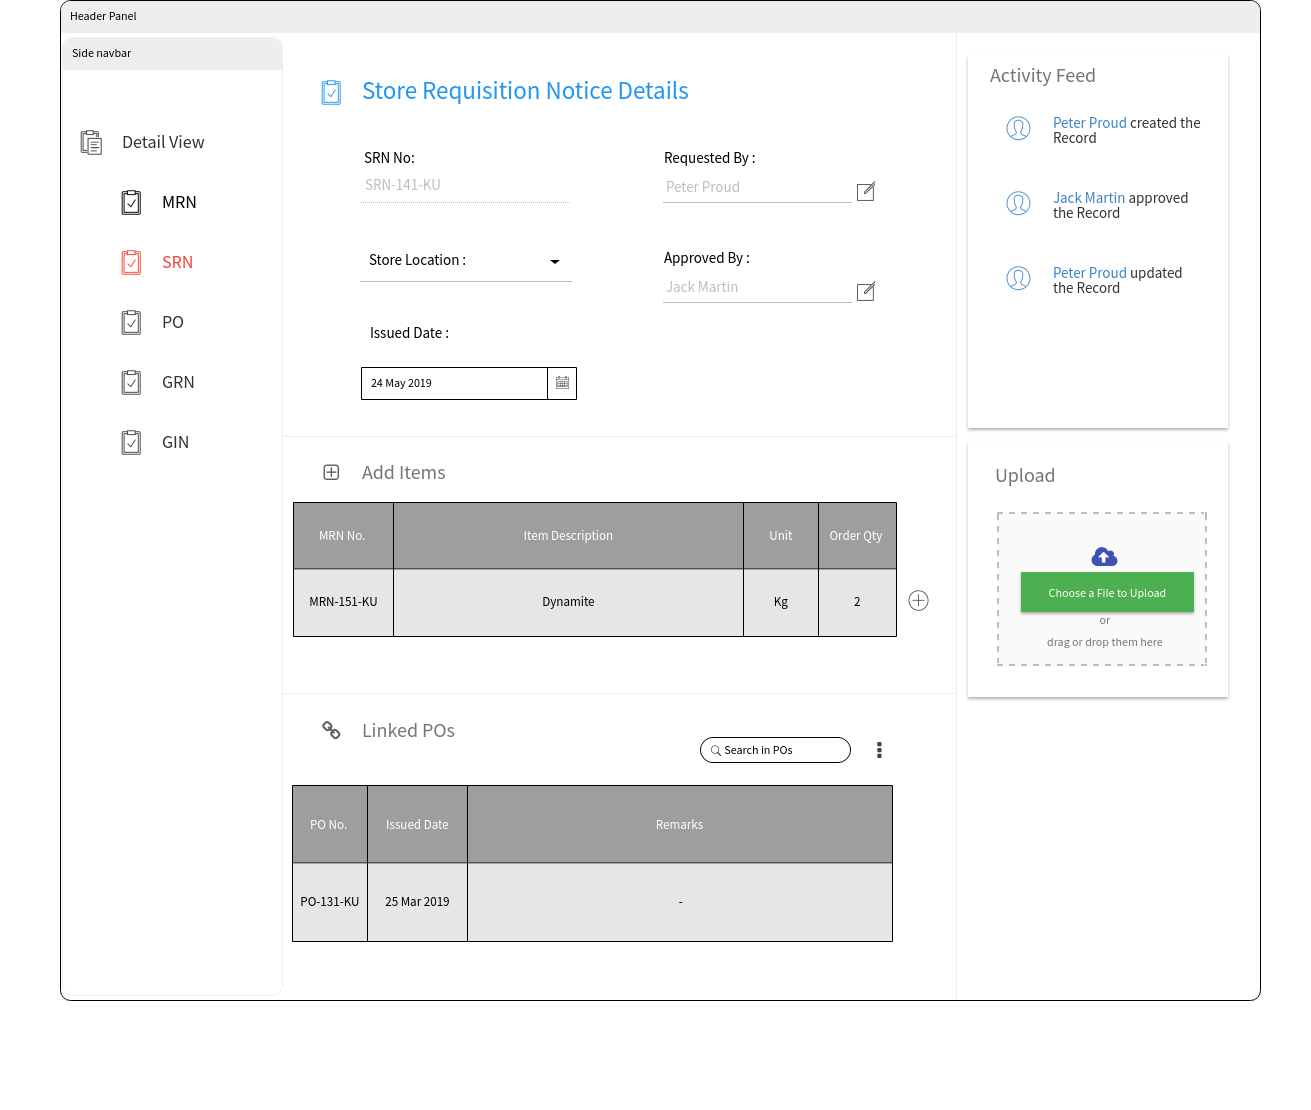 Header Panel
Side navbar
Detail View
MRN
SRN
PO
GRN
GIN
Store Requisition Notice Details
SRN No:
SRN-141-KU
Requested By :
Peter Proud
Store Location :
Approved By :
Jack Martin
Issued Date :
24 May 2019
Add Items
MRN No. Item Description Unit Order Qty
MRN-151-KU Dynamite Kg 2
Linked POs
Search in POs
PO No. Issued Date Remarks
PO-131-KU 25 Mar 2019 -
Activity Feed
Peter Proud created the
Record
Jack Martin approved
the Record
Peter Proud updated
the Record
Upload
Choose a File to Upload
or
drag or drop them here